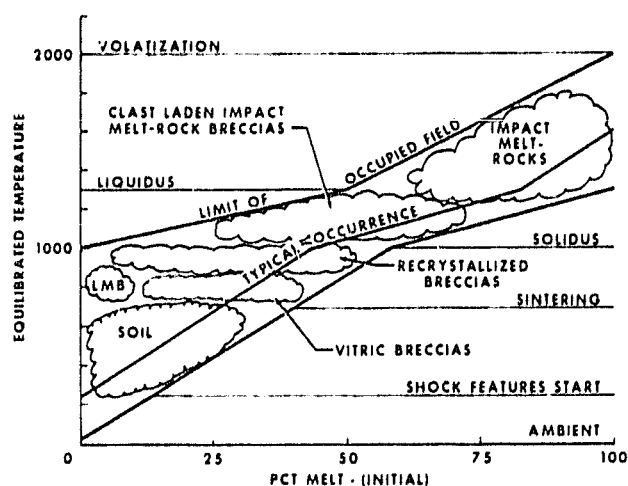 VOLATIZATION
2000
CLAST LADEN IMPACT
MELT-ROCK BRECCIAS
OCCUPIED FIELD
IMPACT
MELT-
ROCKS
LIQUIDUS
LIMIT OF
TYPICAL OCCURRENCE
1000
SOLIDUS
RECRYSTALLIZED
BRECCIAS
LMB
SINTERING
SOIL
VITRIC BRECCIAS
SHOCK FEATURES START
AMBIENT
EQUILIBRATED TEMPERATURE
0 25 50 75 100
PCT MELT - (INITIAL)